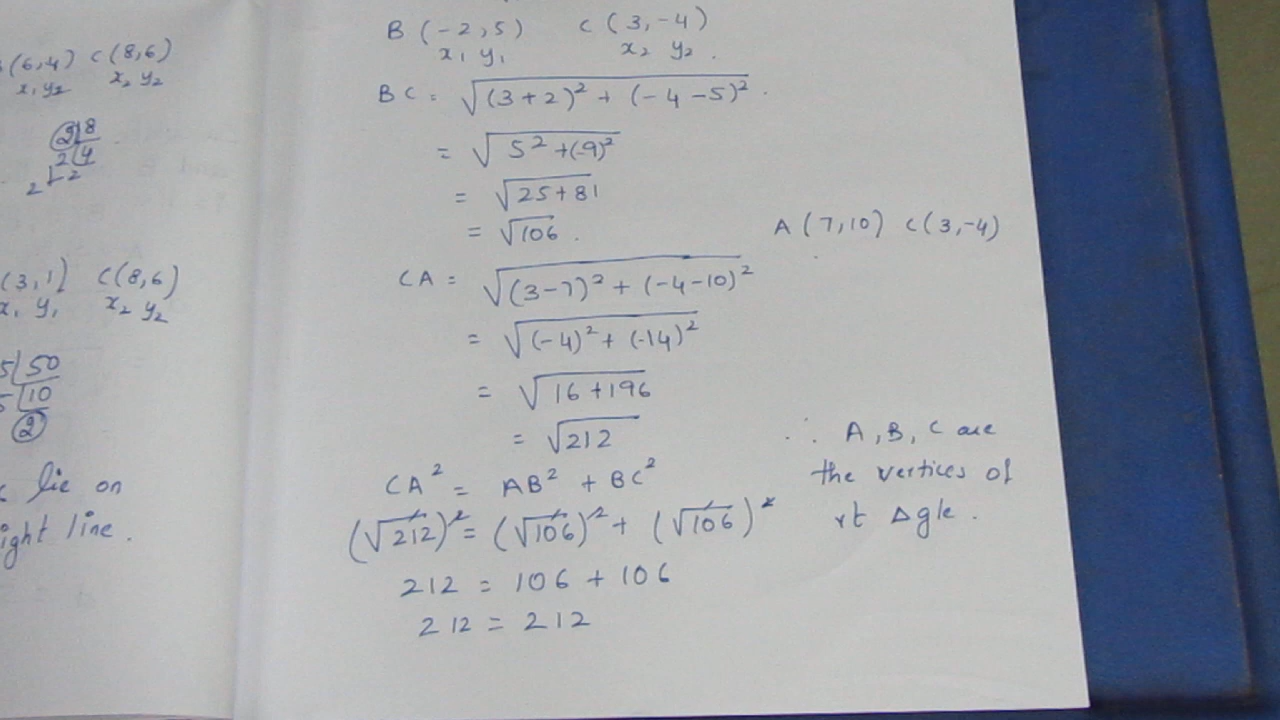 (6,4) C(8,6)
x₁ y₂ x₂ y₂
2|8
2|4
2 2
(3,1) C(8,6)
x₁ y₁ x₂ y₂
5|50
5|10
2
lie on
ight line.
B (-2,5) C (3,-4)
x₁ y₁ x₂ y₂.
BC = √(3+2)² + (-4-5)².
= √5² +(-9)²
= √25+81
= √106.
A (7,10) C(3,-4)
CA = √(3-7)² + (-4-10)²
= √(-4)² + (-14)²
= √16+196
= √212
CA² = AB² + BC²
(√212)² = (√106)² + (√106)²
212 = 106 + 106
212 = 212
∴ A, B, C are
the vertices of
rt Δgle.